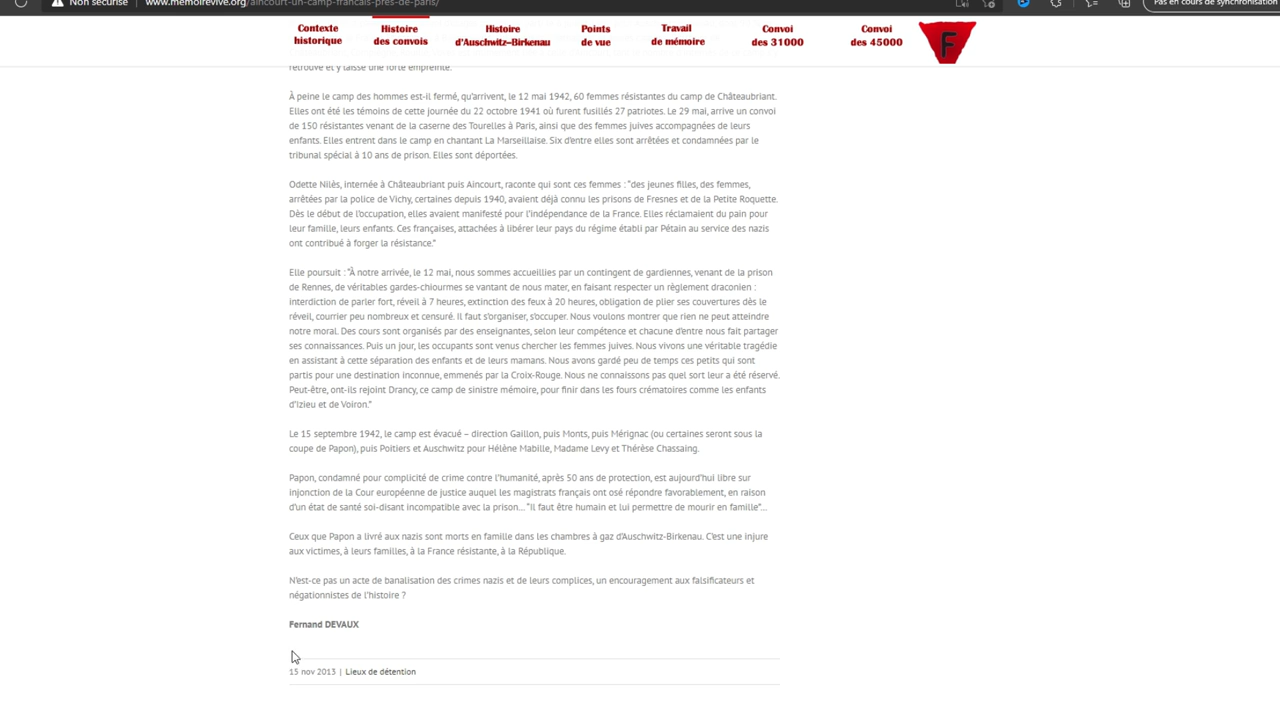 Non sécurisé
www.memoirevive.org/aincourt-un-camp-francais-pres-de-paris/
Pas en cours de synchronisation
Contexte
historique
Histoire
des convois
Histoire
d'Auschwitz–Birkenau
Points
de vue
Travail
de mémoire
Convoi
des 31000
Convoi
des 45000
F
retrouve et y laisse une forte empreinte.
À peine le camp des hommes est-il fermé, qu'arrivent, le 12 mai 1942, 60 femmes résistantes du camp de Châteaubriant.
Elles ont été les témoins de cette journée du 22 octobre 1941 où furent fusillés 27 patriotes. Le 29 mai, arrive un convoi
de 150 résistantes venant de la caserne des Tourelles à Paris, ainsi que des femmes juives accompagnées de leurs
enfants. Elles entrent dans le camp en chantant La Marseillaise. Six d'entre elles sont arrêtées et condamnées par le
tribunal spécial à 10 ans de prison. Elles sont déportées.
Odette Nilès, internée à Châteaubriant puis Aincourt, raconte qui sont ces femmes : "des jeunes filles, des femmes,
arrêtées par la police de Vichy, certaines depuis 1940, avaient déjà connu les prisons de Fresnes et de la Petite Roquette.
Dès le début de l'occupation, elles avaient manifesté pour l'indépendance de la France. Elles réclamaient du pain pour
leur famille, leurs enfants. Ces françaises, attachées à libérer leur pays du régime établi par Pétain au service des nazis
ont contribué à forger la résistance."
Elle poursuit : "À notre arrivée, le 12 mai, nous sommes accueillies par un contingent de gardiennes, venant de la prison
de Rennes, de véritables gardes-chiourmes se vantant de nous mater, en faisant respecter un règlement draconien :
interdiction de parler fort, réveil à 7 heures, extinction des feux à 20 heures, obligation de plier ses couvertures dès le
réveil, courrier peu nombreux et censuré. Il faut s'organiser, s'occuper. Nous voulons montrer que rien ne peut atteindre
notre moral. Des cours sont organisés par des enseignantes, selon leur compétence et chacune d'entre nous fait partager
ses connaissances. Puis un jour, les occupants sont venus chercher les femmes juives. Nous vivons une véritable tragédie
en assistant à cette séparation des enfants et de leurs mamans. Nous avons gardé peu de temps ces petits qui sont
partis pour une destination inconnue, emmenés par la Croix-Rouge. Nous ne connaissons pas quel sort leur a été réservé.
Peut-être, ont-ils rejoint Drancy, ce camp de sinistre mémoire, pour finir dans les fours crématoires comme les enfants
d'Izieu et de Voiron."
Le 15 septembre 1942, le camp est évacué – direction Gaillon, puis Monts, puis Mérignac (ou certaines seront sous la
coupe de Papon), puis Poitiers et Auschwitz pour Hélène Mabille, Madame Levy et Thérèse Chassaing.
Papon, condamné pour complicité de crime contre l'humanité, après 50 ans de protection, est aujourd'hui libre sur
injonction de la Cour européenne de justice auquel les magistrats français ont osé répondre favorablement, en raison
d'un état de santé soi-disant incompatible avec la prison… "Il faut être humain et lui permettre de mourir en famille"…
Ceux que Papon a livré aux nazis sont morts en famille dans les chambres à gaz d'Auschwitz-Birkenau. C'est une injure
aux victimes, à leurs familles, à la France résistante, à la République.
N'est-ce pas un acte de banalisation des crimes nazis et de leurs complices, un encouragement aux falsificateurs et
négationnistes de l'histoire ?
Fernand DEVAUX
15 nov 2013 | Lieux de détention